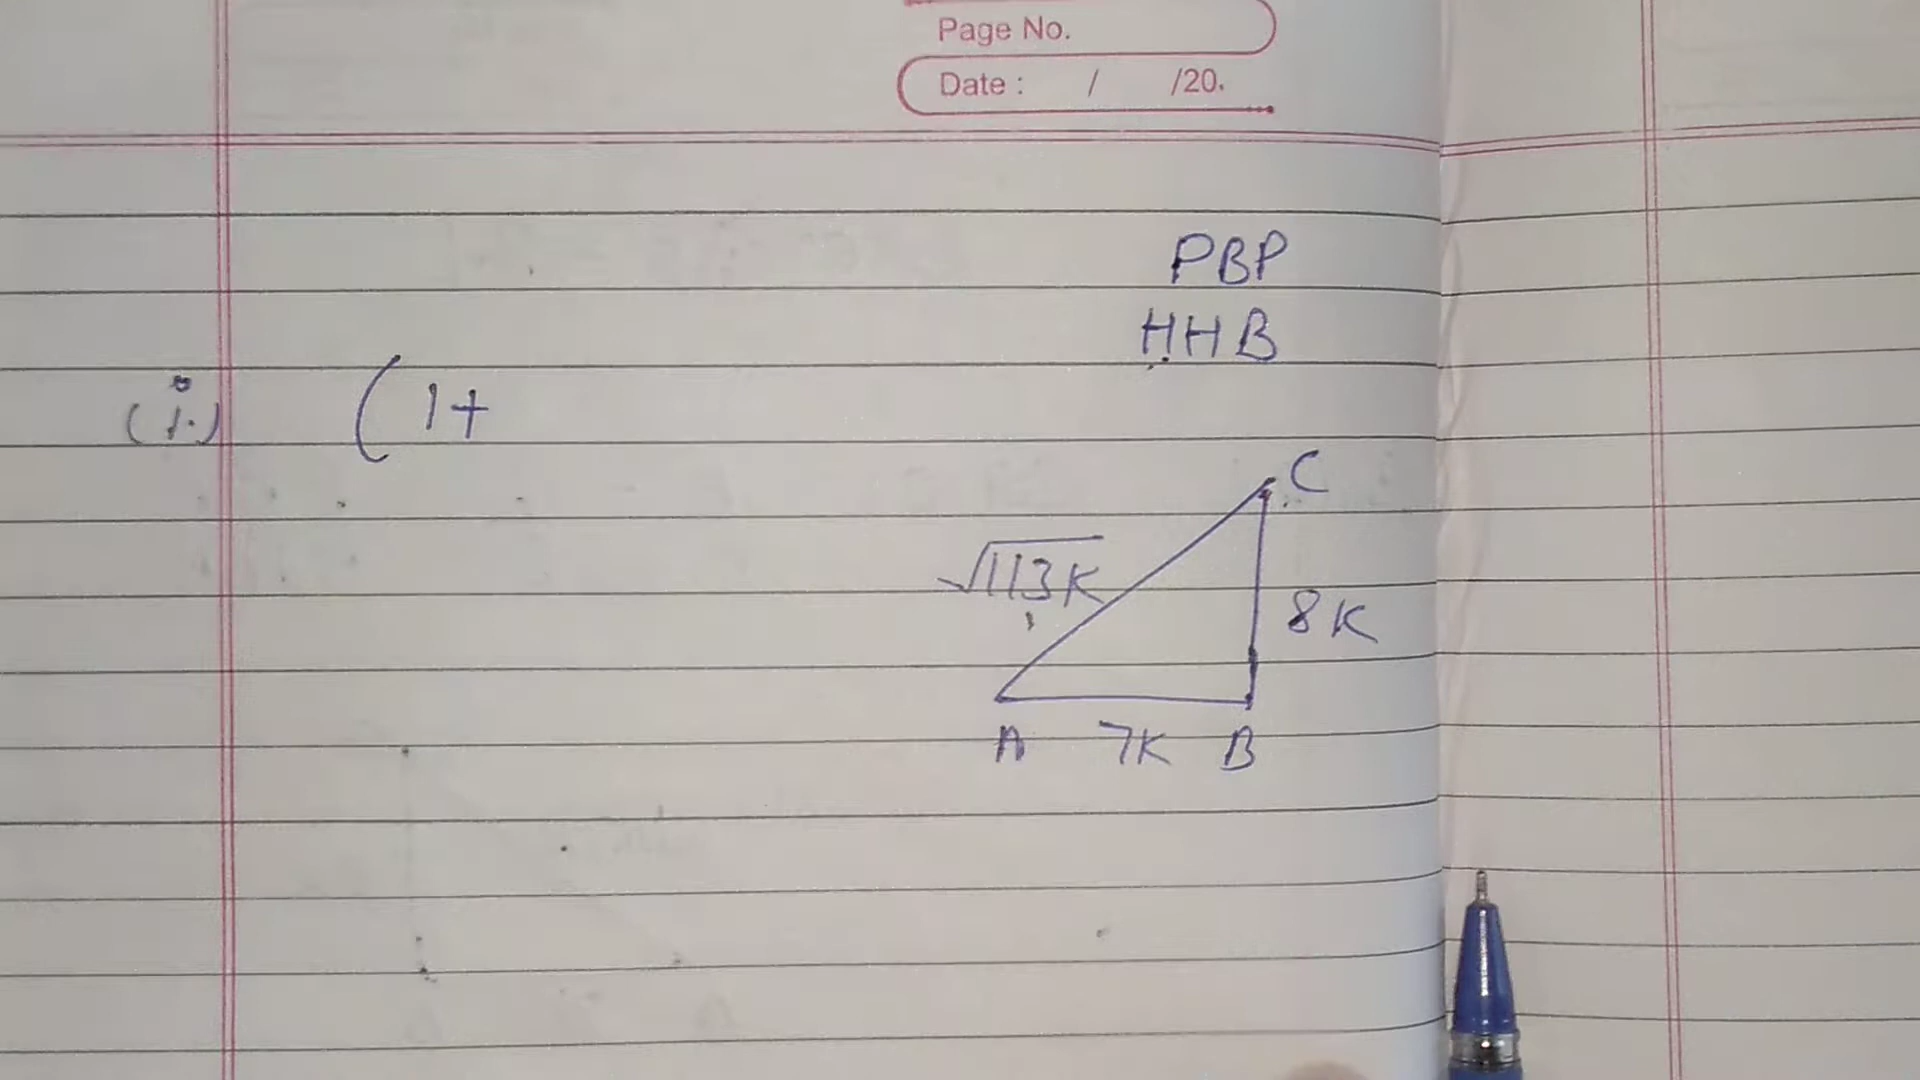 Page No.
Date : / /20.
PBP
HHB
(i.) (1+
C
√113K
8K
A 7K B